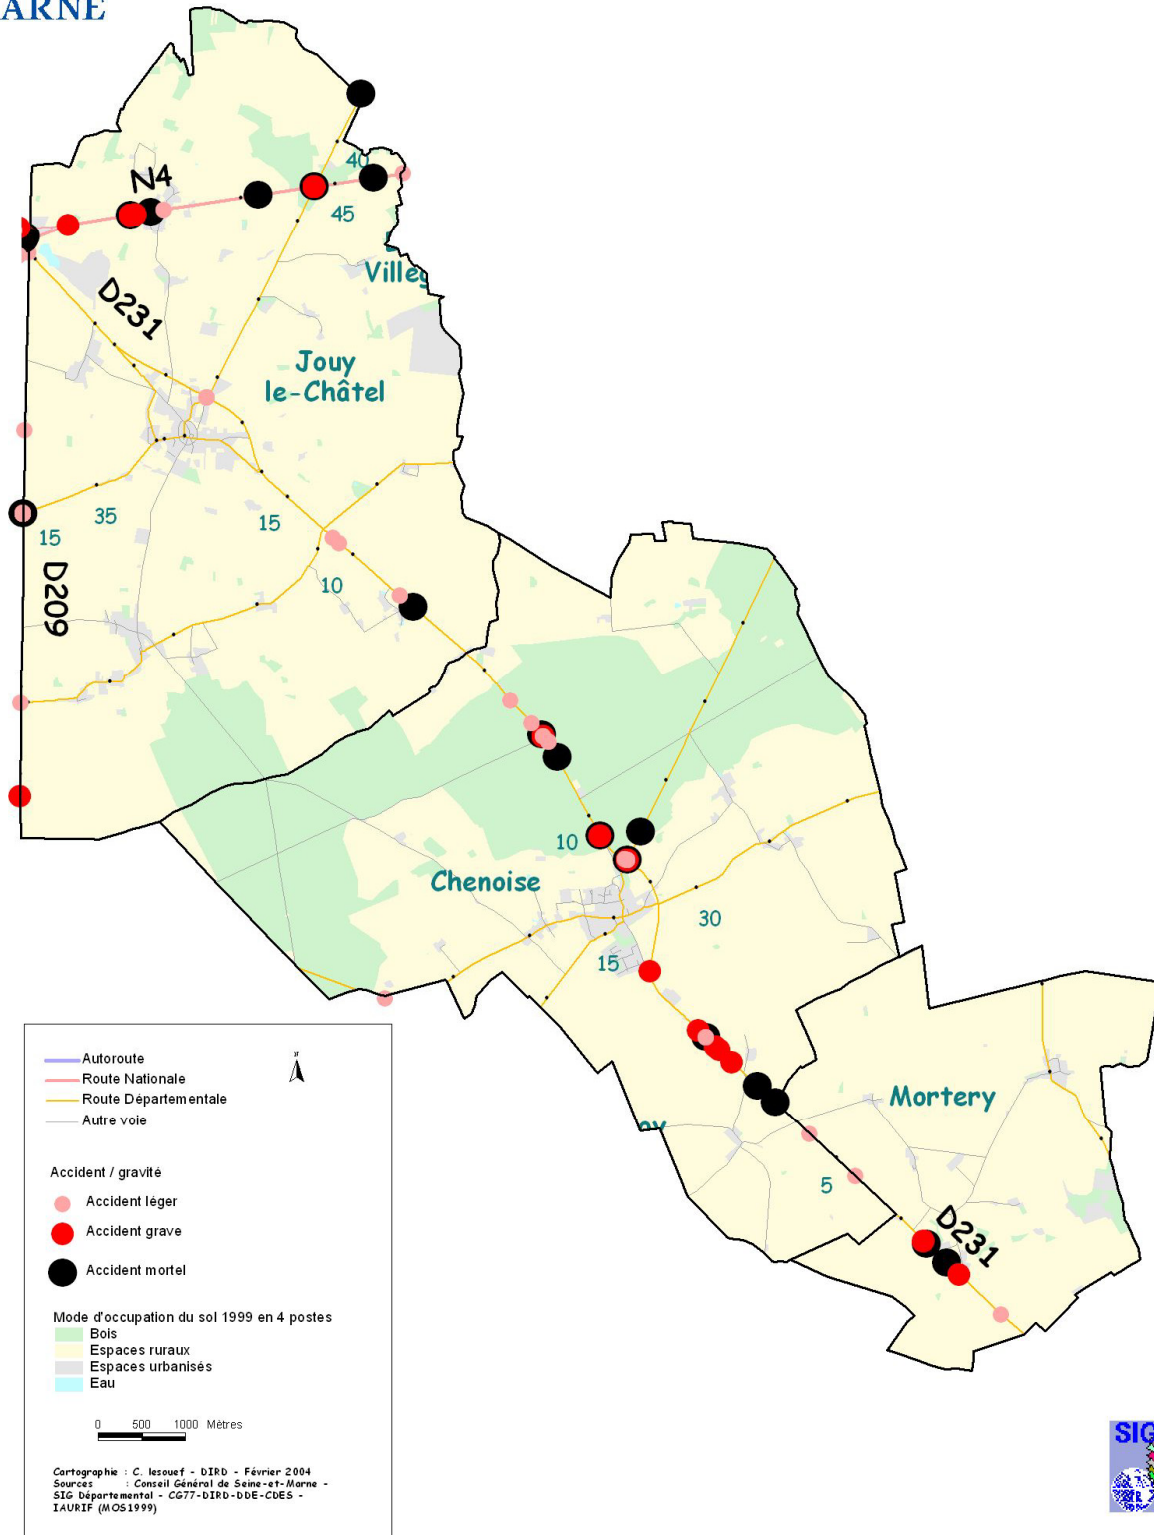 ARNE
N4
40
45
D231
Jouy
le-Châtel
35
15
15
10
D209
10
Chenoise
30
15
Mortery
5
D231
Autoroute
Route Nationale
Route Départementale
Autre voie
Accident / gravité
Accident léger
Accident grave
Accident mortel
Mode d'occupation du sol 1999 en 4 postes
Bois
Espaces ruraux
Espaces urbanisés
Eau
0 500 1000 Mètres
Cartographie : C. lesouef - DIRD - Février 2004
Sources : Conseil Général de Seine-et-Marne -
SIG Départemental - CG77-DIRD-DDE-CDES -
IAURIF (MOS1999)
SIG